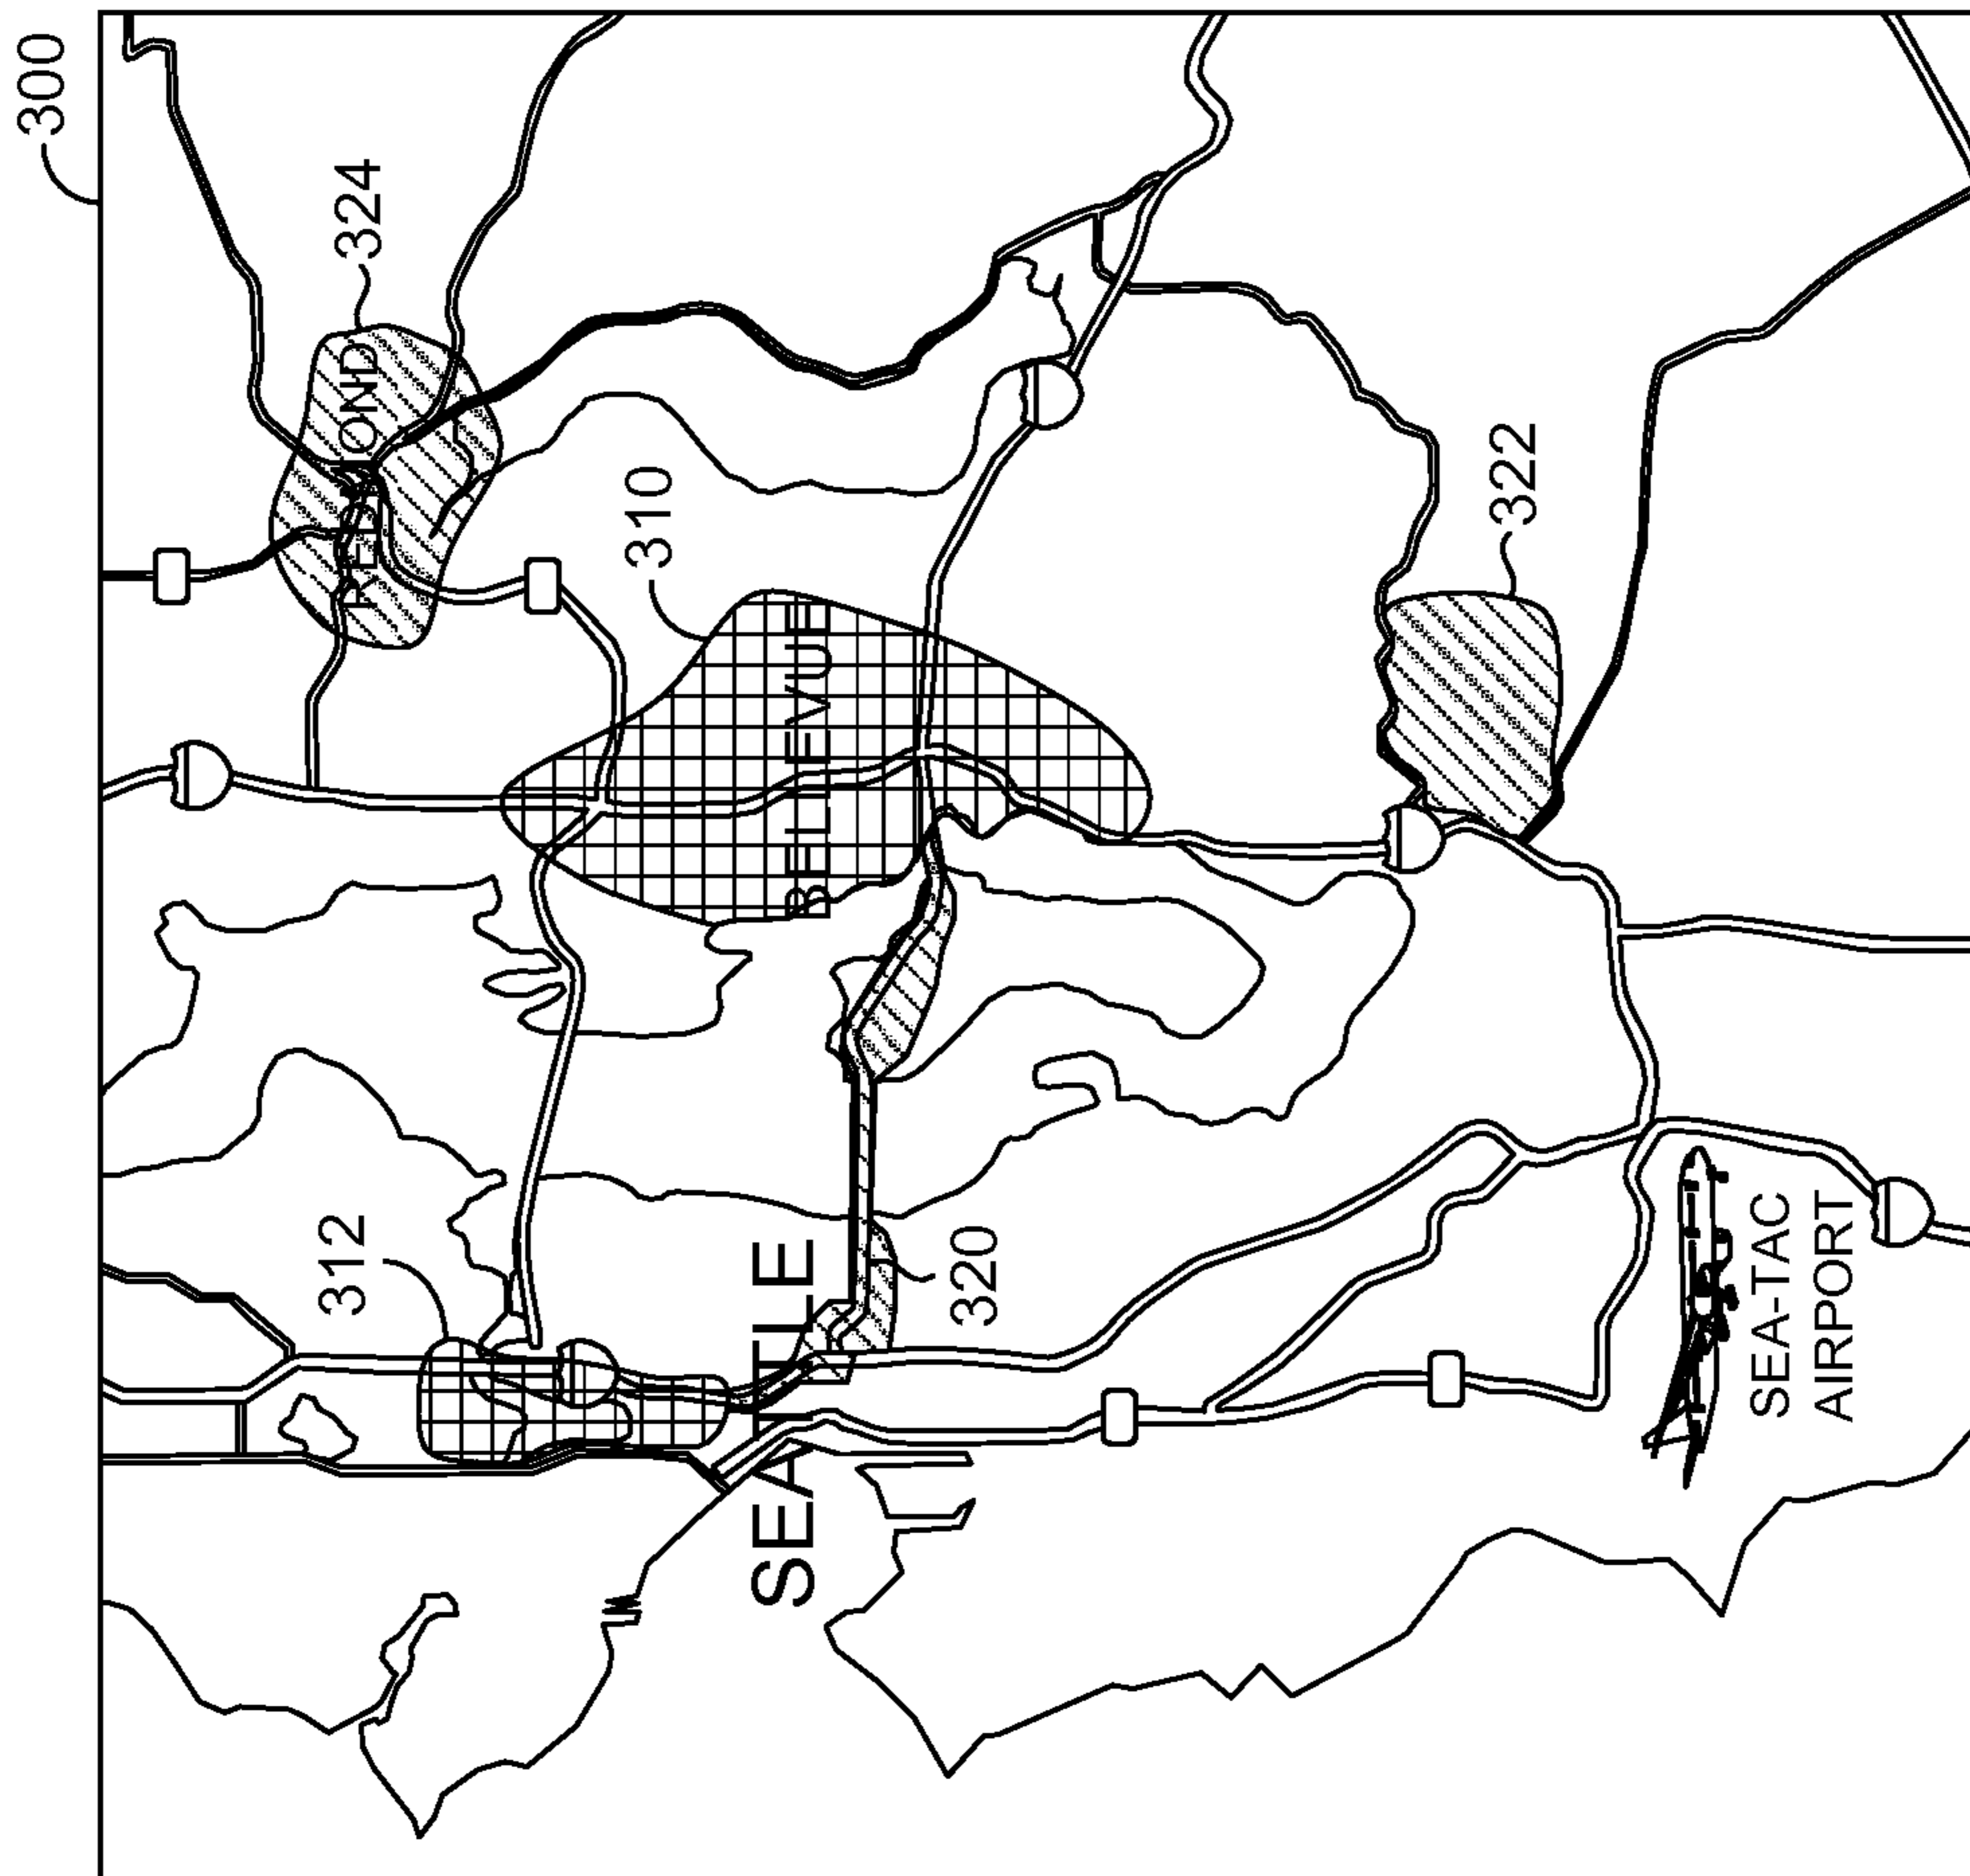 300
324
REDMOND
310
BELLEVUE
322
312
SEATTLE
320
SEA-TAC
AIRPORT